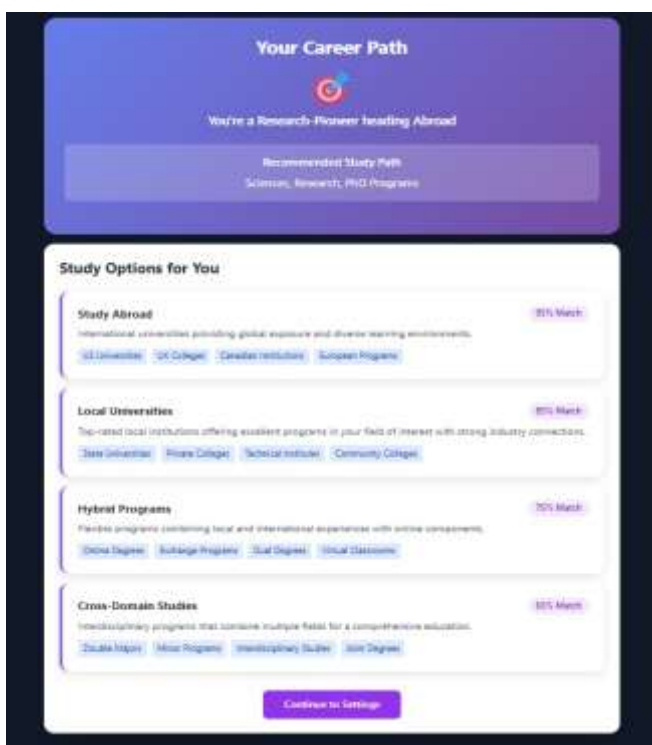 Your Career Path
You're a Research-Pioneer heading Abroad
Recommended Study Path
Sciences, Research, PhD Programs
Study Options for You
Study Abroad
95% Match
International universities providing global exposure and diverse learning environments.
US Universities UK Colleges Canadian Institutions European Programs
Local Universities
85% Match
Top-rated local institutions offering excellent programs in your field of interest with strong industry connections.
State Universities Private Colleges Technical Institutes Community Colleges
Hybrid Programs
75% Match
Flexible programs combining local and international experiences with online components.
Online Degrees Exchange Programs Dual Degrees Virtual Classrooms
Cross-Domain Studies
Match
Interdisciplinary programs that combine multiple fields for a comprehensive education.
Double Majors Minor Programs Interdisciplinary Studies Joint Degrees
Continue to Settings